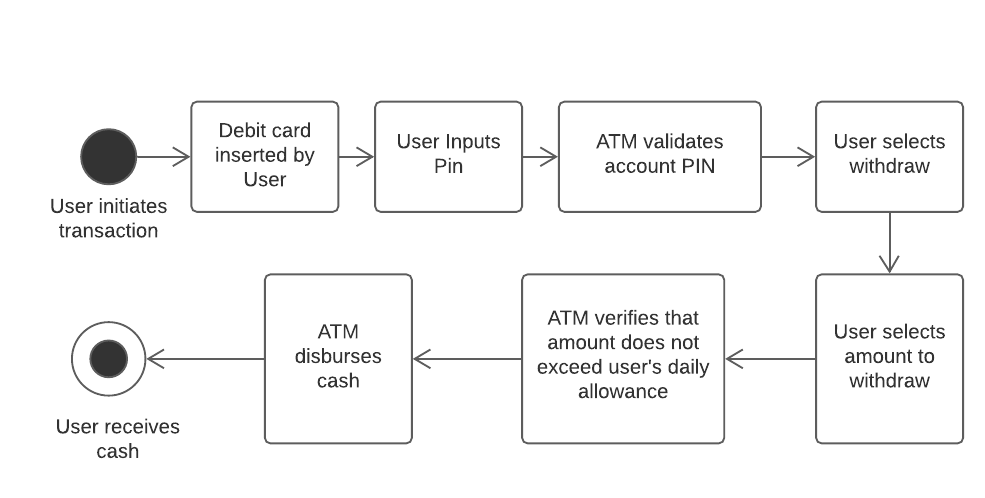 User initiates
transaction
Debit card
inserted by
User
User Inputs
Pin
ATM validates
account PIN
User selects
withdraw
User selects
amount to
withdraw
ATM verifies that
amount does not
exceed user's daily
allowance
ATM
disburses
cash
User receives
cash